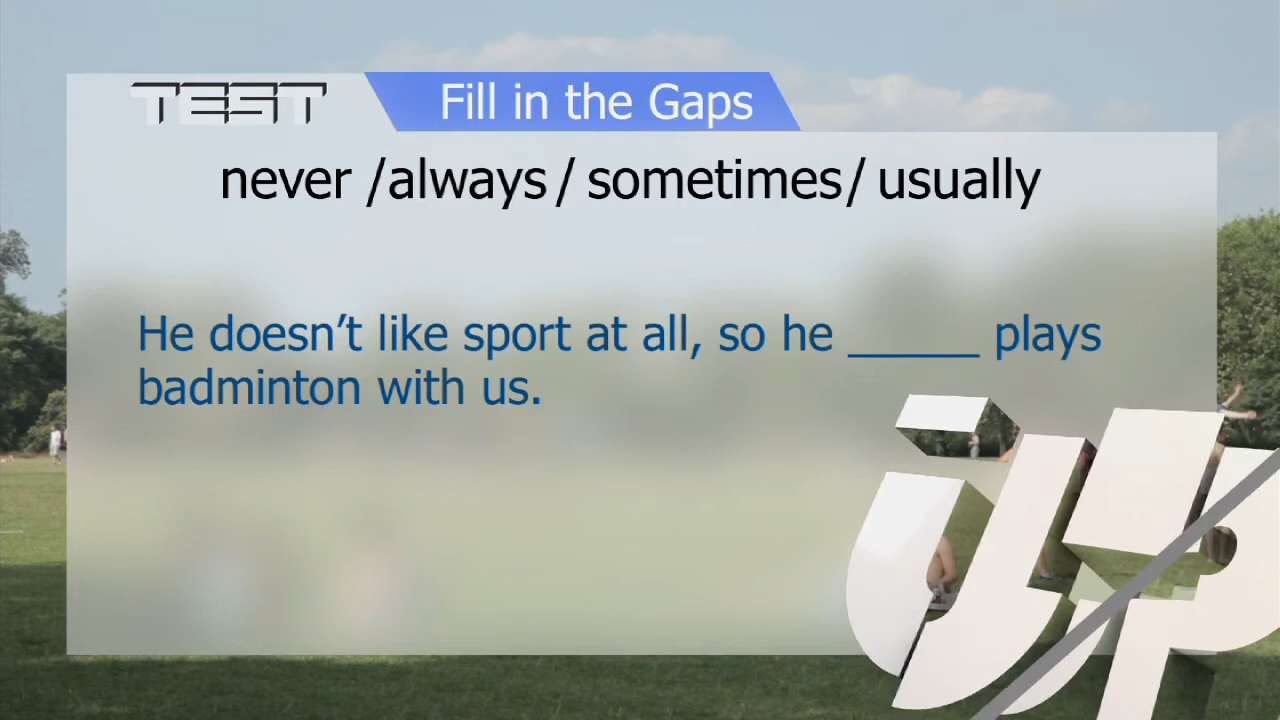 TEST
Fill in the Gaps
never /always / sometimes/ usually
He doesn't like sport at all, so he _____ plays
badminton with us.